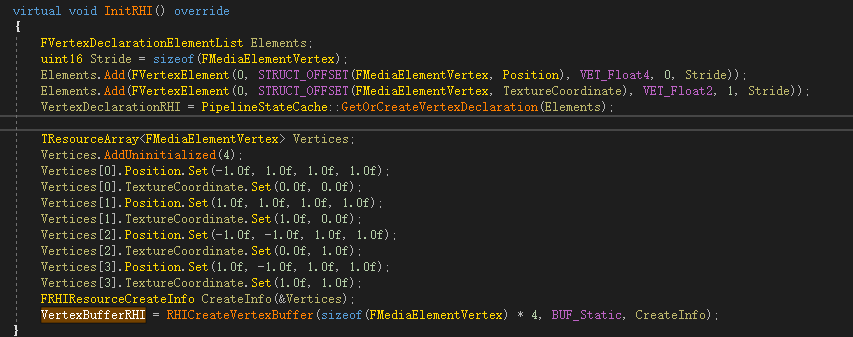 virtual void InitRHI() override
{
FVertexDeclarationElementList Elements;
uint16 Stride = sizeof(FMediaElementVertex);
Elements.Add(FVertexElement(0, STRUCT_OFFSET(FMediaElementVertex, Position), VET_Float4, 0, Stride));
Elements.Add(FVertexElement(0, STRUCT_OFFSET(FMediaElementVertex, TextureCoordinate), VET_Float2, 1, Stride));
VertexDeclarationRHI = PipelineStateCache::GetOrCreateVertexDeclaration(Elements);
TResourceArray<FMediaElementVertex> Vertices;
Vertices.AddUninitialized(4);
Vertices[0].Position.Set(-1.0f, 1.0f, 1.0f, 1.0f);
Vertices[0].TextureCoordinate.Set(0.0f, 0.0f);
Vertices[1].Position.Set(1.0f, 1.0f, 1.0f, 1.0f);
Vertices[1].TextureCoordinate.Set(1.0f, 0.0f);
Vertices[2].Position.Set(-1.0f, -1.0f, 1.0f, 1.0f);
Vertices[2].TextureCoordinate.Set(0.0f, 1.0f);
Vertices[3].Position.Set(1.0f, -1.0f, 1.0f, 1.0f);
Vertices[3].TextureCoordinate.Set(1.0f, 1.0f);
FRHIResourceCreateInfo CreateInfo(&Vertices);
VertexBufferRHI = RHICreateVertexBuffer(sizeof(FMediaElementVertex) * 4, BUF_Static, CreateInfo);
}